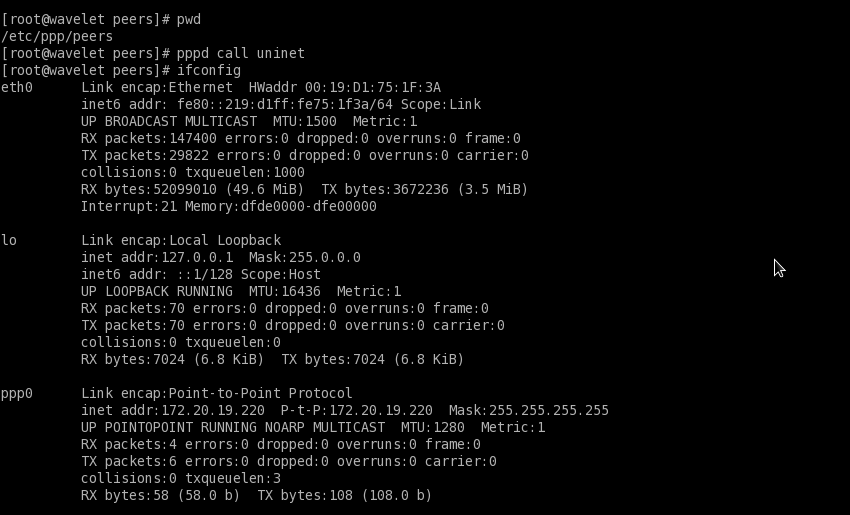 [root@wavelet peers]# pwd
/etc/ppp/peers
[root@wavelet peers]# pppd call uninet
[root@wavelet peers]# ifconfig
eth0      Link encap:Ethernet  HWaddr 00:19:D1:75:1F:3A
          inet6 addr: fe80::219:d1ff:fe75:1f3a/64 Scope:Link
          UP BROADCAST MULTICAST  MTU:1500  Metric:1
          RX packets:147400 errors:0 dropped:0 overruns:0 frame:0
          TX packets:29822 errors:0 dropped:0 overruns:0 carrier:0
          collisions:0 txqueuelen:1000
          RX bytes:52099010 (49.6 MiB)  TX bytes:3672236 (3.5 MiB)
          Interrupt:21 Memory:dfde0000-dfe00000

lo        Link encap:Local Loopback
          inet addr:127.0.0.1  Mask:255.0.0.0
          inet6 addr: ::1/128 Scope:Host
          UP LOOPBACK RUNNING  MTU:16436  Metric:1
          RX packets:70 errors:0 dropped:0 overruns:0 frame:0
          TX packets:70 errors:0 dropped:0 overruns:0 carrier:0
          collisions:0 txqueuelen:0
          RX bytes:7024 (6.8 KiB)  TX bytes:7024 (6.8 KiB)

ppp0      Link encap:Point-to-Point Protocol
          inet addr:172.20.19.220  P-t-P:172.20.19.220  Mask:255.255.255.255
          UP POINTOPOINT RUNNING NOARP MULTICAST  MTU:1280  Metric:1
          RX packets:4 errors:0 dropped:0 overruns:0 frame:0
          TX packets:6 errors:0 dropped:0 overruns:0 carrier:0
          collisions:0 txqueuelen:3
          RX bytes:58 (58.0 b)  TX bytes:108 (108.0 b)